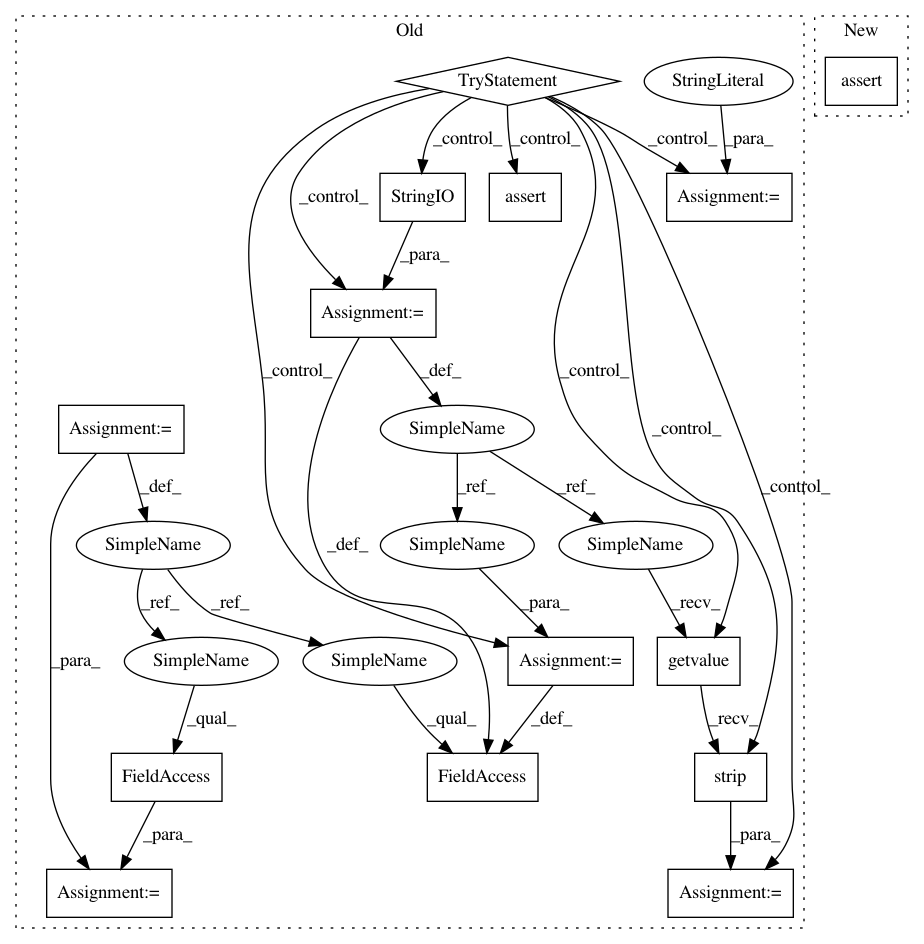 Old
New
TryStatement
StringLiteral
assert
_control_
_control_
_control_
_para_
_control_
StringIO
assert
Assignment:=
_para_
Assignment:=
_control_
_def_
_control_
_control_
Assignment:=
SimpleName
_control_
_def_
_ref_
_ref_
SimpleName
_def_
SimpleName
SimpleName
_ref_
_ref_
_para_
_recv_
_para_
SimpleName
SimpleName
Assignment:=
getvalue
_qual_
_qual_
_def_
_recv_
FieldAccess
FieldAccess
strip
_para_
_para_
Assignment:=
Assignment:=